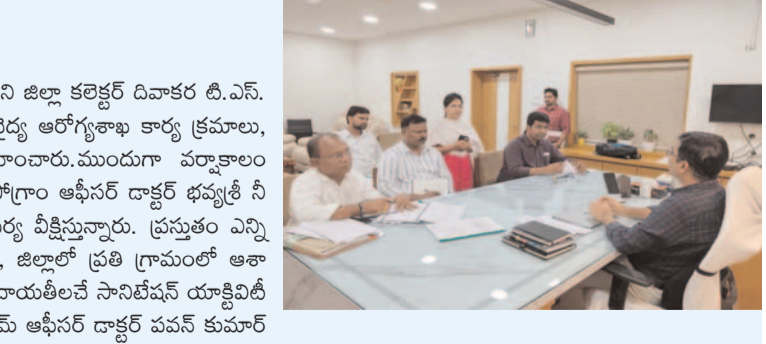 ని జిల్లా కలెక్టర్ దివాకర టి.ఎస్.
వైద్య ఆరోగ్యశాఖ కార్య క్రమాలు,
హించారు.ముందుగా వర్షాకాలం
ప్రోగ్రాం ఆఫీసర్ డాక్టర్ భవ్యశ్రీ నీ
ర్య వీక్షిస్తున్నారు. ప్రస్తుతం ఎన్ని
, జిల్లాలో ప్రతి గ్రామంలో ఆశా
చాయతీలచే సానిటేషన్ యాక్టివిటీ
మ్ ఆఫీసర్ డాక్టర్ పవన్ కుమార్